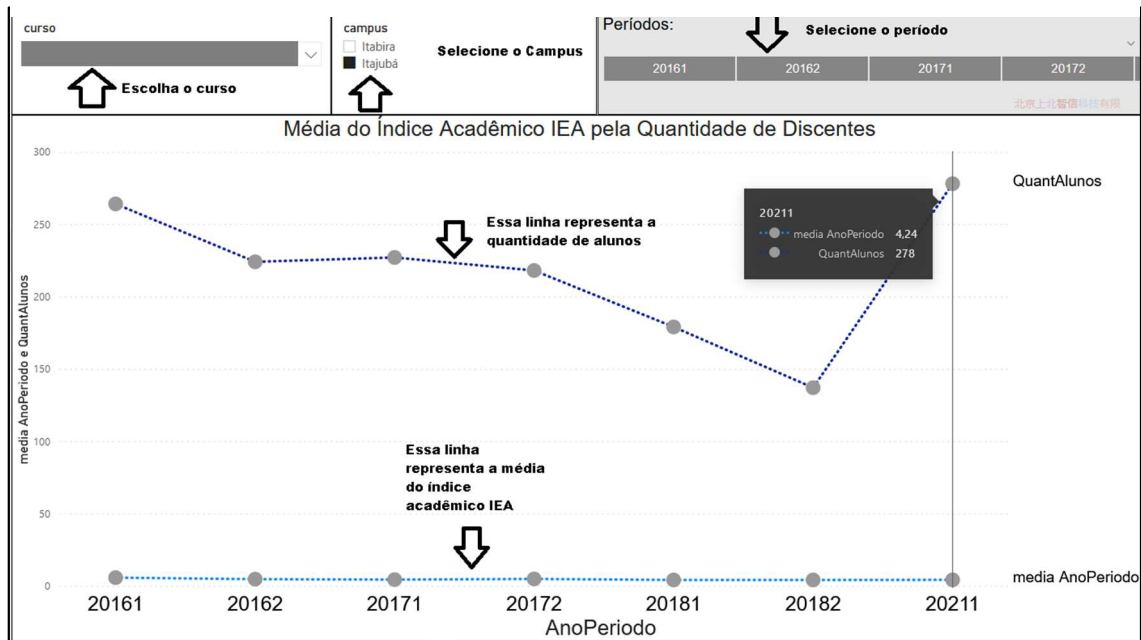 curso
Escolha o curso
campus
Itabira
Itajubá
Selecione o Campus
Períodos:
Selecione o período
20161 20162 20171 20172
北京上北智信科技有限
Média do Índice Acadêmico IEA pela Quantidade de Discentes
media AnoPeriodo e QuantAlunos
300
250
200
150
100
50
0
QuantAlunos
Essa linha representa a
quantidade de alunos
20211
media AnoPeriodo 4,24
QuantAlunos 278
Essa linha
representa a média
do índice
acadêmico IEA
media AnoPeriodo
20161 20162 20171 20172 20181 20182 20211
AnoPeriodo